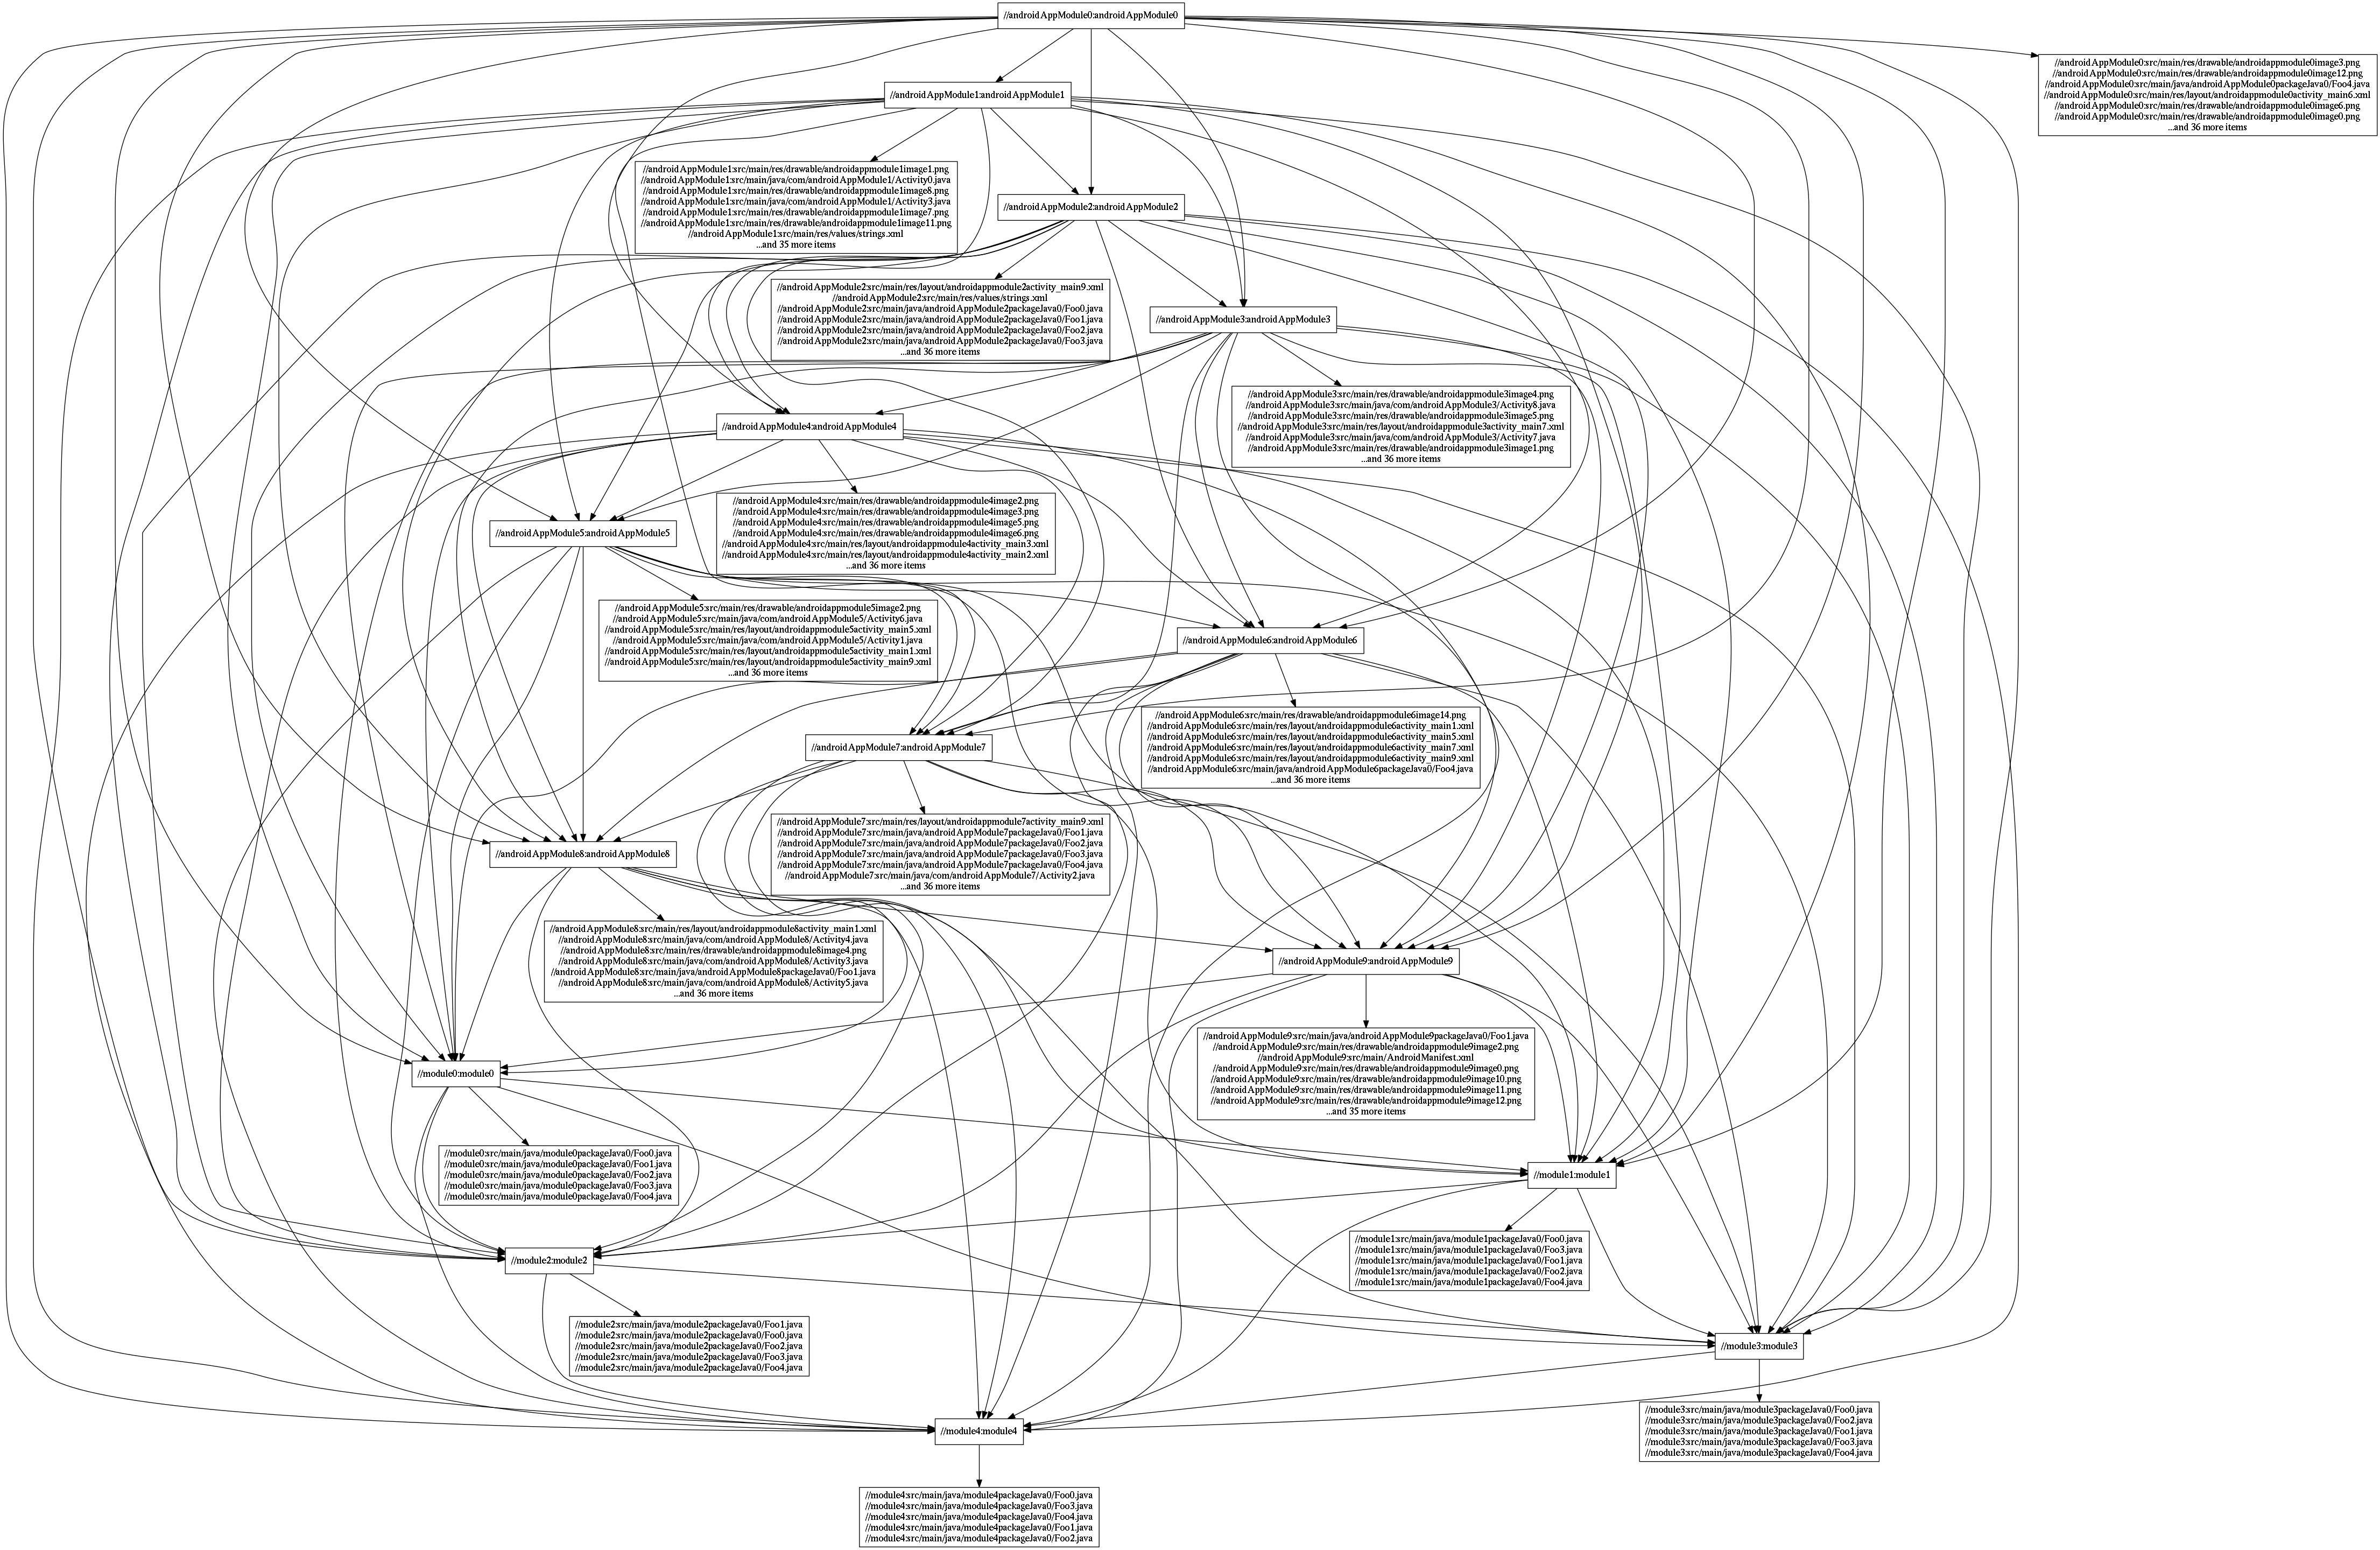 //androidAppModule0:androidAppModule0
//androidAppModule0:src/main/res/drawable/androidappmodule0image3.png
//androidAppModule0:src/main/res/drawable/androidappmodule0image12.png
//androidAppModule0:src/main/java/androidAppModule0packageJava0/Foo4.java
//androidAppModule0:src/main/res/layout/androidappmodule0activity_main6.xml
//androidAppModule0:src/main/res/drawable/androidappmodule0image6.png
//androidAppModule0:src/main/res/drawable/androidappmodule0image0.png
...and 36 more items
//androidAppModule1:androidAppModule1
//androidAppModule1:src/main/res/drawable/androidappmodule1image1.png
//androidAppModule1:src/main/java/com/androidAppModule1/Activity0.java
//androidAppModule1:src/main/res/drawable/androidappmodule1image8.png
//androidAppModule1:src/main/java/com/androidAppModule1/Activity3.java
//androidAppModule1:src/main/res/drawable/androidappmodule1image7.png
//androidAppModule1:src/main/res/drawable/androidappmodule1image11.png
//androidAppModule1:src/main/res/values/strings.xml
...and 35 more items
//androidAppModule2:androidAppModule2
//androidAppModule2:src/main/res/layout/androidappmodule2activity_main9.xml
//androidAppModule2:src/main/res/values/strings.xml
//androidAppModule2:src/main/java/androidAppModule2packageJava0/Foo0.java
//androidAppModule2:src/main/java/androidAppModule2packageJava0/Foo1.java
//androidAppModule2:src/main/java/androidAppModule2packageJava0/Foo2.java
//androidAppModule2:src/main/java/androidAppModule2packageJava0/Foo3.java
...and 36 more items
//androidAppModule3:androidAppModule3
//androidAppModule3:src/main/res/drawable/androidappmodule3image4.png
//androidAppModule3:src/main/java/com/androidAppModule3/Activity8.java
//androidAppModule3:src/main/res/drawable/androidappmodule3image5.png
//androidAppModule3:src/main/res/layout/androidappmodule3activity_main7.xml
//androidAppModule3:src/main/java/com/androidAppModule3/Activity7.java
//androidAppModule3:src/main/res/drawable/androidappmodule3image1.png
...and 36 more items
//androidAppModule4:androidAppModule4
//androidAppModule4:src/main/res/drawable/androidappmodule4image2.png
//androidAppModule4:src/main/res/drawable/androidappmodule4image3.png
//androidAppModule4:src/main/res/drawable/androidappmodule4image5.png
//androidAppModule4:src/main/res/drawable/androidappmodule4image6.png
//androidAppModule4:src/main/res/layout/androidappmodule4activity_main3.xml
//androidAppModule4:src/main/res/layout/androidappmodule4activity_main2.xml
...and 36 more items
//androidAppModule5:androidAppModule5
//androidAppModule5:src/main/res/drawable/androidappmodule5image2.png
//androidAppModule5:src/main/java/com/androidAppModule5/Activity6.java
//androidAppModule5:src/main/res/layout/androidappmodule5activity_main5.xml
//androidAppModule5:src/main/java/com/androidAppModule5/Activity1.java
//androidAppModule5:src/main/res/layout/androidappmodule5activity_main1.xml
//androidAppModule5:src/main/res/layout/androidappmodule5activity_main9.xml
...and 36 more items
//androidAppModule6:androidAppModule6
//androidAppModule6:src/main/res/drawable/androidappmodule6image14.png
//androidAppModule6:src/main/res/layout/androidappmodule6activity_main1.xml
//androidAppModule6:src/main/res/layout/androidappmodule6activity_main5.xml
//androidAppModule6:src/main/res/layout/androidappmodule6activity_main7.xml
//androidAppModule6:src/main/res/layout/androidappmodule6activity_main9.xml
//androidAppModule6:src/main/java/androidAppModule6packageJava0/Foo4.java
...and 36 more items
//androidAppModule7:androidAppModule7
//androidAppModule7:src/main/res/layout/androidappmodule7activity_main9.xml
//androidAppModule7:src/main/java/androidAppModule7packageJava0/Foo1.java
//androidAppModule7:src/main/java/androidAppModule7packageJava0/Foo2.java
//androidAppModule7:src/main/java/androidAppModule7packageJava0/Foo3.java
//androidAppModule7:src/main/java/androidAppModule7packageJava0/Foo4.java
//androidAppModule7:src/main/java/com/androidAppModule7/Activity2.java
...and 36 more items
//androidAppModule8:androidAppModule8
//androidAppModule8:src/main/res/layout/androidappmodule8activity_main1.xml
//androidAppModule8:src/main/java/com/androidAppModule8/Activity4.java
//androidAppModule8:src/main/res/drawable/androidappmodule8image4.png
//androidAppModule8:src/main/java/com/androidAppModule8/Activity3.java
//androidAppModule8:src/main/java/androidAppModule8packageJava0/Foo1.java
//androidAppModule8:src/main/java/com/androidAppModule8/Activity5.java
...and 36 more items
//androidAppModule9:androidAppModule9
//androidAppModule9:src/main/java/androidAppModule9packageJava0/Foo1.java
//androidAppModule9:src/main/res/drawable/androidappmodule9image2.png
//androidAppModule9:src/main/AndroidManifest.xml
//androidAppModule9:src/main/res/drawable/androidappmodule9image0.png
//androidAppModule9:src/main/res/drawable/androidappmodule9image10.png
//androidAppModule9:src/main/res/drawable/androidappmodule9image11.png
//androidAppModule9:src/main/res/drawable/androidappmodule9image12.png
...and 35 more items
//module0:module0
//module0:src/main/java/module0packageJava0/Foo0.java
//module0:src/main/java/module0packageJava0/Foo1.java
//module0:src/main/java/module0packageJava0/Foo2.java
//module0:src/main/java/module0packageJava0/Foo3.java
//module0:src/main/java/module0packageJava0/Foo4.java
//module1:module1
//module1:src/main/java/module1packageJava0/Foo0.java
//module1:src/main/java/module1packageJava0/Foo3.java
//module1:src/main/java/module1packageJava0/Foo1.java
//module1:src/main/java/module1packageJava0/Foo2.java
//module1:src/main/java/module1packageJava0/Foo4.java
//module2:module2
//module2:src/main/java/module2packageJava0/Foo1.java
//module2:src/main/java/module2packageJava0/Foo0.java
//module2:src/main/java/module2packageJava0/Foo2.java
//module2:src/main/java/module2packageJava0/Foo3.java
//module2:src/main/java/module2packageJava0/Foo4.java
//module3:module3
//module3:src/main/java/module3packageJava0/Foo0.java
//module3:src/main/java/module3packageJava0/Foo2.java
//module3:src/main/java/module3packageJava0/Foo1.java
//module3:src/main/java/module3packageJava0/Foo3.java
//module3:src/main/java/module3packageJava0/Foo4.java
//module4:module4
//module4:src/main/java/module4packageJava0/Foo0.java
//module4:src/main/java/module4packageJava0/Foo3.java
//module4:src/main/java/module4packageJava0/Foo4.java
//module4:src/main/java/module4packageJava0/Foo1.java
//module4:src/main/java/module4packageJava0/Foo2.java